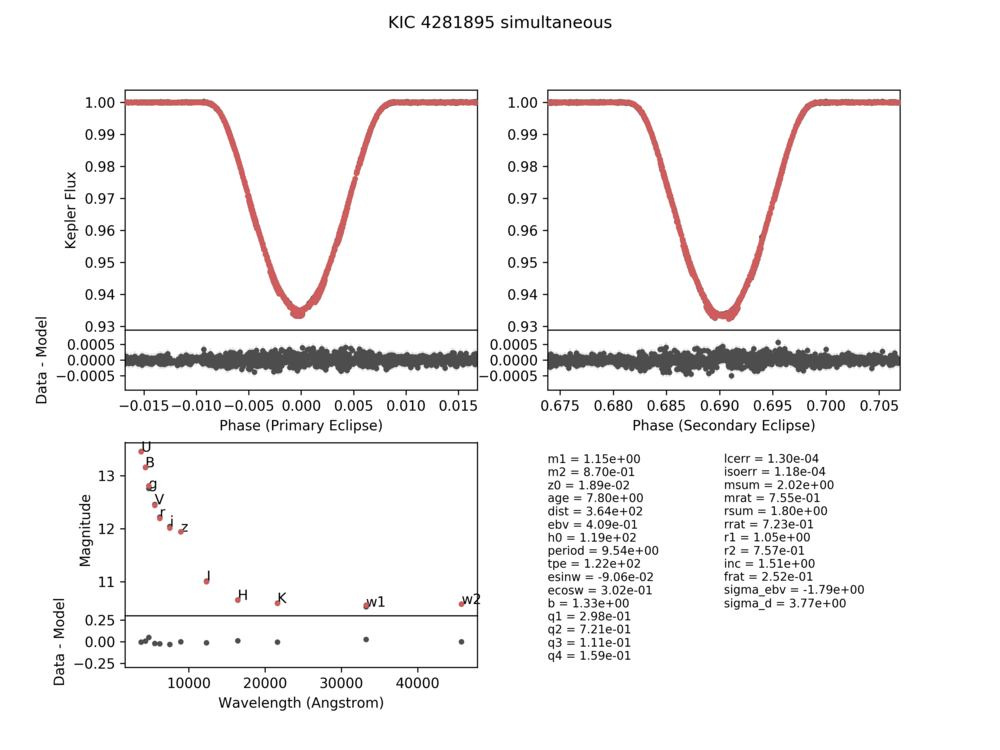 KIC 4281895 simultaneous
1.00
0.99
0.98
0.97
0.96
0.95
0.94
0.93
Kepler Flux
1.00
0.99
0.98
0.97
0.96
0.95
0.94
0.93
0.0005
0.0000
−0.0005
Data - Model
0.0005
0.0000
−0.0005
−0.015 −0.010 −0.005 0.000 0.005 0.010 0.015
Phase (Primary Eclipse)
0.675 0.680 0.685 0.690 0.695 0.700 0.705
Phase (Secondary Eclipse)
13
12
11
Magnitude
U
B
g
V
r
i
z
J
H
K
w1
w2
0.25
0.00
−0.25
Data - Model
10000 20000 30000 40000
Wavelength (Angstrom)
m1 = 1.15e+00
m2 = 8.70e-01
z0 = 1.89e-02
age = 7.80e+00
dist = 3.64e+02
ebv = 4.09e-01
h0 = 1.19e+02
period = 9.54e+00
tpe = 1.22e+02
esinw = -9.06e-02
ecosw = 3.02e-01
b = 1.33e+00
q1 = 2.98e-01
q2 = 7.21e-01
q3 = 1.11e-01
q4 = 1.59e-01
lcerr = 1.30e-04
isoerr = 1.18e-04
msum = 2.02e+00
mrat = 7.55e-01
rsum = 1.80e+00
rrat = 7.23e-01
r1 = 1.05e+00
r2 = 7.57e-01
inc = 1.51e+00
frat = 2.52e-01
sigma_ebv = -1.79e+00
sigma_d = 3.77e+00